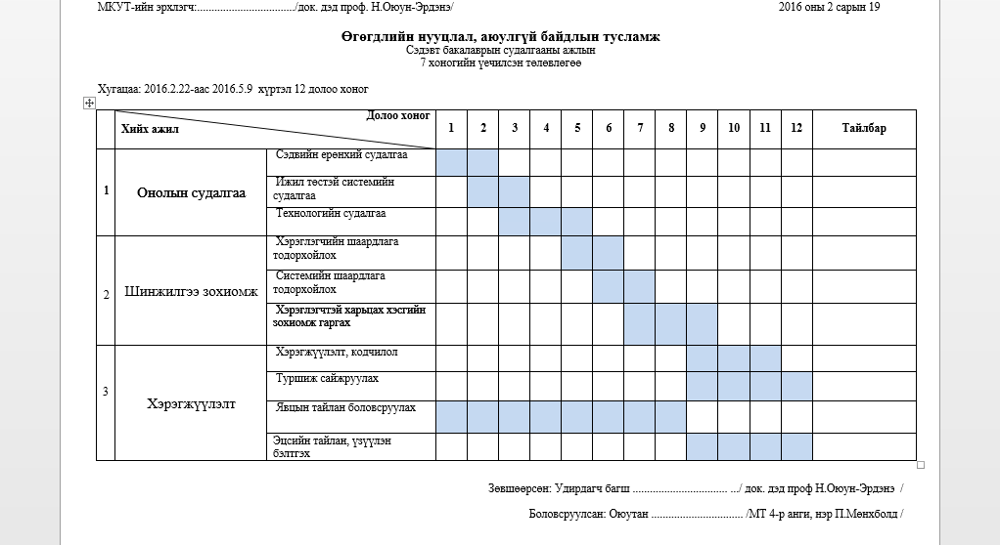 МКУТ-ийн эрхлэгч:................................../док. дэд проф. Н.Оюун-Эрдэнэ/ 2016 оны 2 сарын 19
Өгөгдлийн нууцлал, аюулгүй байдлын тусламж
Сэдэвт бакалаврын судалгааны ажлын
7 хоногийн үечилсэн төлөвлөгөө
Хугацаа: 2016.2.22-аас 2016.5.9 хүртэл 12 долоо хоног
Долоо хоног
Хийх ажил
1 2 3 4 5 6 7 8 9 10 11 12 Тайлбар
1 Онолын судалгаа
Сэдвийн ерөнхий судалгаа
Ижил төстэй системийн
судалгаа
Технологийн судалгаа
2 Шинжилгээ зохиомж
Хэрэглэгчийн шаардлага
тодорхойлох
Системийн шаардлага
тодорхойлох
Хэрэглэгчтэй харьцах хэсгийн
зохиомж гаргах
3 Хэрэгжүүлэлт
Хэрэгжүүлэлт, кодчилол
Туршиж сайжруулах
Явцын тайлан боловсруулах
Эцсийн тайлан, үзүүлэн
бэлтгэх
Зөвшөөрсөн: Удирдагч багш ................................. .../ док. дэд проф Н.Оюун-Эрдэнэ /
Боловсруулсан: Оюутан ................................ /МТ 4-р анги, нэр П.Мөнхболд /